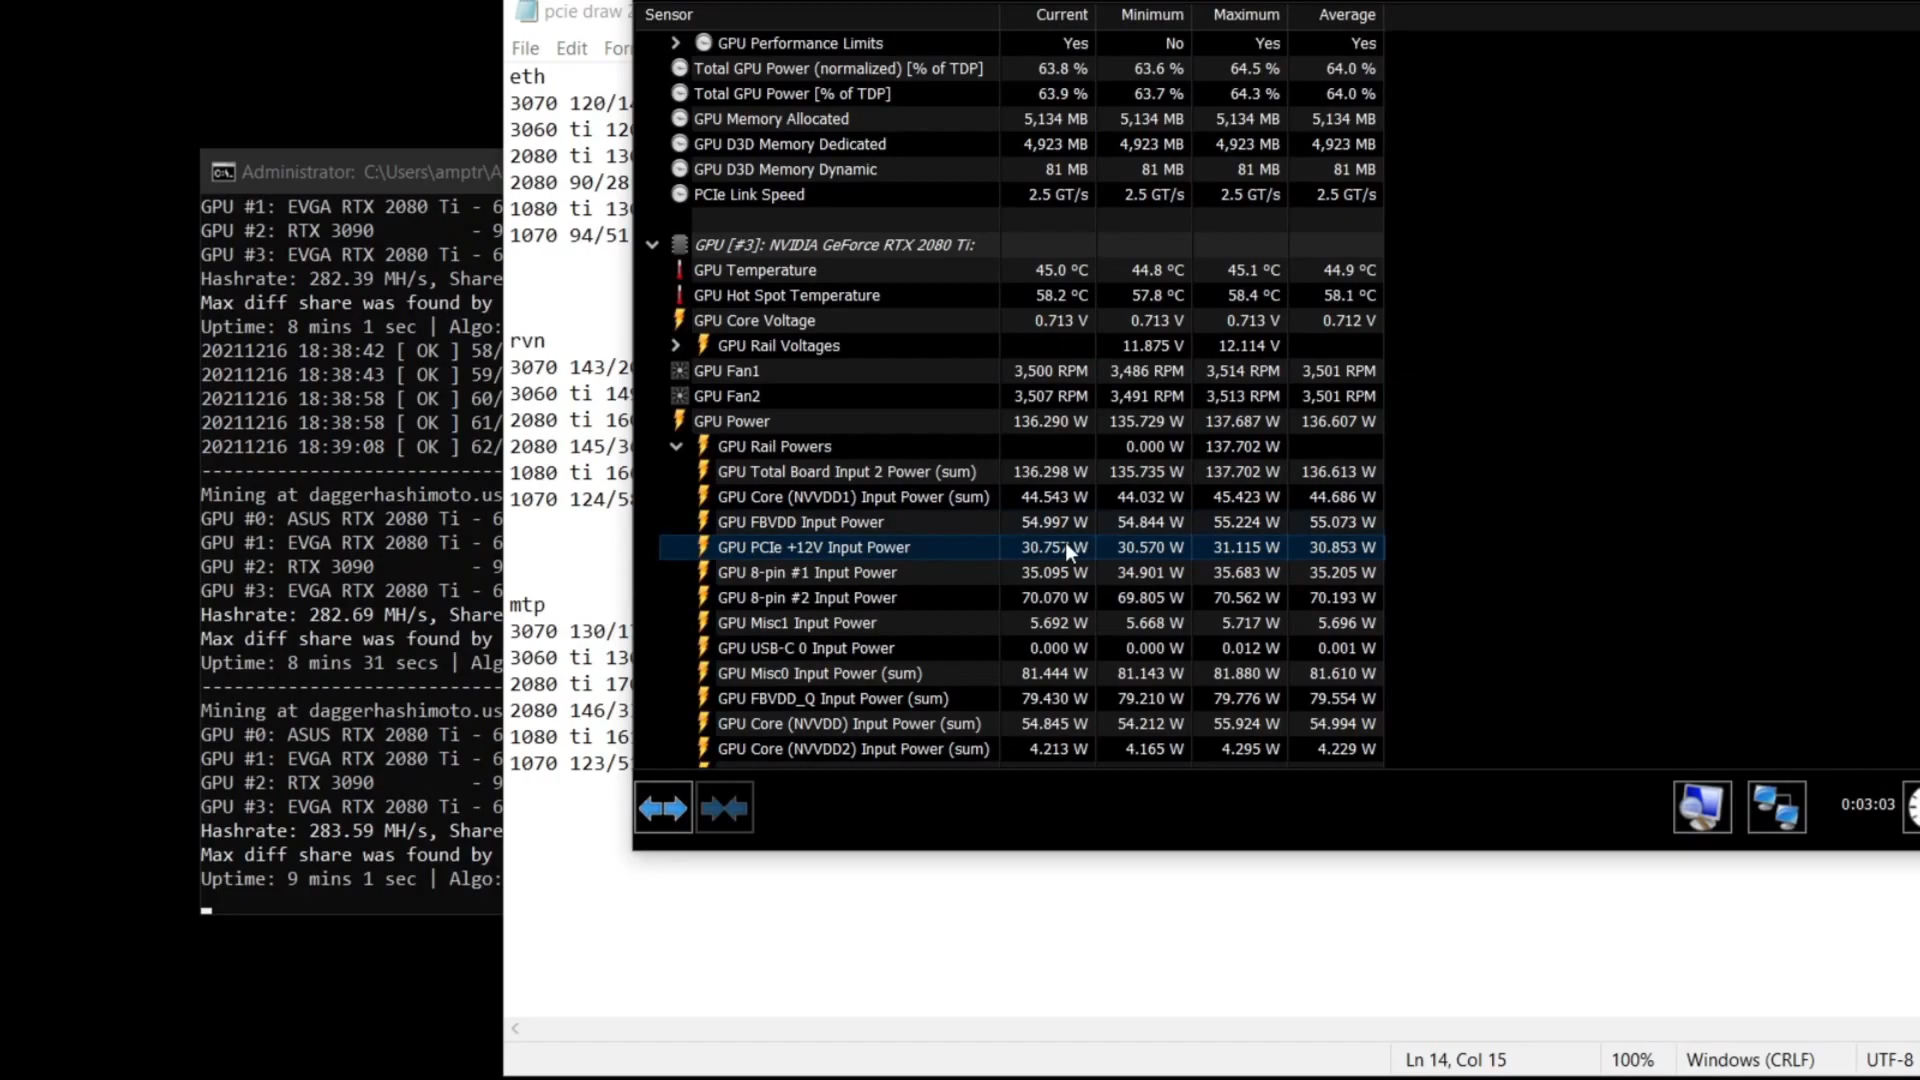 Administrator: C:\Users\amptr\A
GPU #1: EVGA RTX 2080 Ti - 6
GPU #2: RTX 3090 - 9
GPU #3: EVGA RTX 2080 Ti - 6
Hashrate: 282.39 MH/s, Share
Max diff share was found by
Uptime: 8 mins 1 sec | Algo:
20211216 18:38:42 [ OK ] 58/
20211216 18:38:43 [ OK ] 59/
20211216 18:38:58 [ OK ] 60/
20211216 18:38:58 [ OK ] 61/
20211216 18:39:08 [ OK ] 62/
Mining at daggerhashimoto.us
GPU #0: ASUS RTX 2080 Ti - 6
GPU #1: EVGA RTX 2080 Ti - 6
GPU #2: RTX 3090 - 9
GPU #3: EVGA RTX 2080 Ti - 6
Hashrate: 282.69 MH/s, Share
Max diff share was found by
Uptime: 8 mins 31 secs | Alg
Mining at daggerhashimoto.us
GPU #0: ASUS RTX 2080 Ti - 6
GPU #1: EVGA RTX 2080 Ti - 6
GPU #2: RTX 3090 - 9
GPU #3: EVGA RTX 2080 Ti - 6
Hashrate: 283.59 MH/s, Share
Max diff share was found by
Uptime: 9 mins 1 sec | Algo:
pcie draw
File Edit For
eth
3070 120/14
3060 ti 120
2080 ti 130
2080 90/28
1080 ti 130
1070 94/51
rvn
3070 143/20
3060 ti 149
2080 ti 160
2080 145/30
1080 ti 160
1070 124/58
mtp
3070 130/17
3060 ti 130
2080 ti 170
2080 146/31
1080 ti 161
1070 123/51
Sensor Current Minimum Maximum Average
GPU Performance Limits Yes No Yes Yes
Total GPU Power (normalized) [% of TDP] 63.8 % 63.6 % 64.5 % 64.0 %
Total GPU Power [% of TDP] 63.9 % 63.7 % 64.3 % 64.0 %
GPU Memory Allocated 5,134 MB 5,134 MB 5,134 MB 5,134 MB
GPU D3D Memory Dedicated 4,923 MB 4,923 MB 4,923 MB 4,923 MB
GPU D3D Memory Dynamic 81 MB 81 MB 81 MB 81 MB
PCIe Link Speed 2.5 GT/s 2.5 GT/s 2.5 GT/s 2.5 GT/s
GPU [#3]: NVIDIA GeForce RTX 2080 Ti:
GPU Temperature 45.0 °C 44.8 °C 45.1 °C 44.9 °C
GPU Hot Spot Temperature 58.2 °C 57.8 °C 58.4 °C 58.1 °C
GPU Core Voltage 0.713 V 0.713 V 0.713 V 0.712 V
GPU Rail Voltages 11.875 V 12.114 V
GPU Fan1 3,500 RPM 3,486 RPM 3,514 RPM 3,501 RPM
GPU Fan2 3,507 RPM 3,491 RPM 3,513 RPM 3,501 RPM
GPU Power 136.290 W 135.729 W 137.687 W 136.607 W
GPU Rail Powers 0.000 W 137.702 W
GPU Total Board Input 2 Power (sum) 136.298 W 135.735 W 137.702 W 136.613 W
GPU Core (NVVDD1) Input Power (sum) 44.543 W 44.032 W 45.423 W 44.686 W
GPU FBVDD Input Power 54.997 W 54.844 W 55.224 W 55.073 W
GPU PCIe +12V Input Power 30.757 W 30.570 W 31.115 W 30.853 W
GPU 8-pin #1 Input Power 35.095 W 34.901 W 35.683 W 35.205 W
GPU 8-pin #2 Input Power 70.070 W 69.805 W 70.562 W 70.193 W
GPU Misc1 Input Power 5.692 W 5.668 W 5.717 W 5.696 W
GPU USB-C 0 Input Power 0.000 W 0.000 W 0.012 W 0.001 W
GPU Misc0 Input Power (sum) 81.444 W 81.143 W 81.880 W 81.610 W
GPU FBVDD_Q Input Power (sum) 79.430 W 79.210 W 79.776 W 79.554 W
GPU Core (NVVDD) Input Power (sum) 54.845 W 54.212 W 55.924 W 54.994 W
GPU Core (NVVDD2) Input Power (sum) 4.213 W 4.165 W 4.295 W 4.229 W
0:03:03
Ln 14, Col 15 100% Windows (CRLF) UTF-8